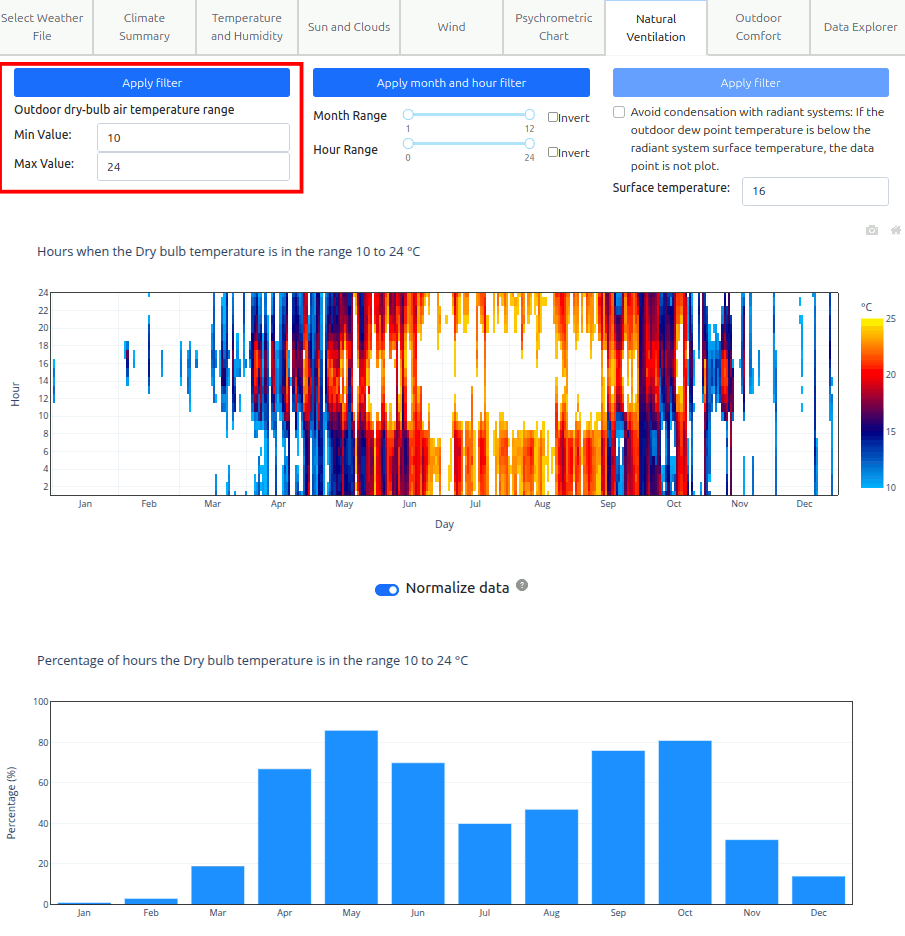 Select Weather File
Climate Summary
Temperature and Humidity
Sun and Clouds
Wind
Psychrometric Chart
Natural Ventilation
Outdoor Comfort
Data Explorer
Apply filter
Outdoor dry-bulb air temperature range
Min Value:
10
Max Value:
24
Apply month and hour filter
Month Range
1
12
Invert
Hour Range
0
24
Invert
Apply filter
Avoid condensation with radiant systems: If the
outdoor dew point temperature is below the
radiant system surface temperature, the data
point is not plot.
Surface temperature:
16
Hours when the Dry bulb temperature is in the range 10 to 24 °C
Hour
24
22
20
18
16
14
12
10
8
6
4
2
Jan Feb Mar Apr May Jun Jul Aug Sep Oct Nov Dec
Day
°C
25
20
15
10
Normalize data ?
Percentage of hours the Dry bulb temperature is in the range 10 to 24 °C
Percentage (%)
100
80
60
40
20
0
Jan Feb Mar Apr May Jun Jul Aug Sep Oct Nov Dec